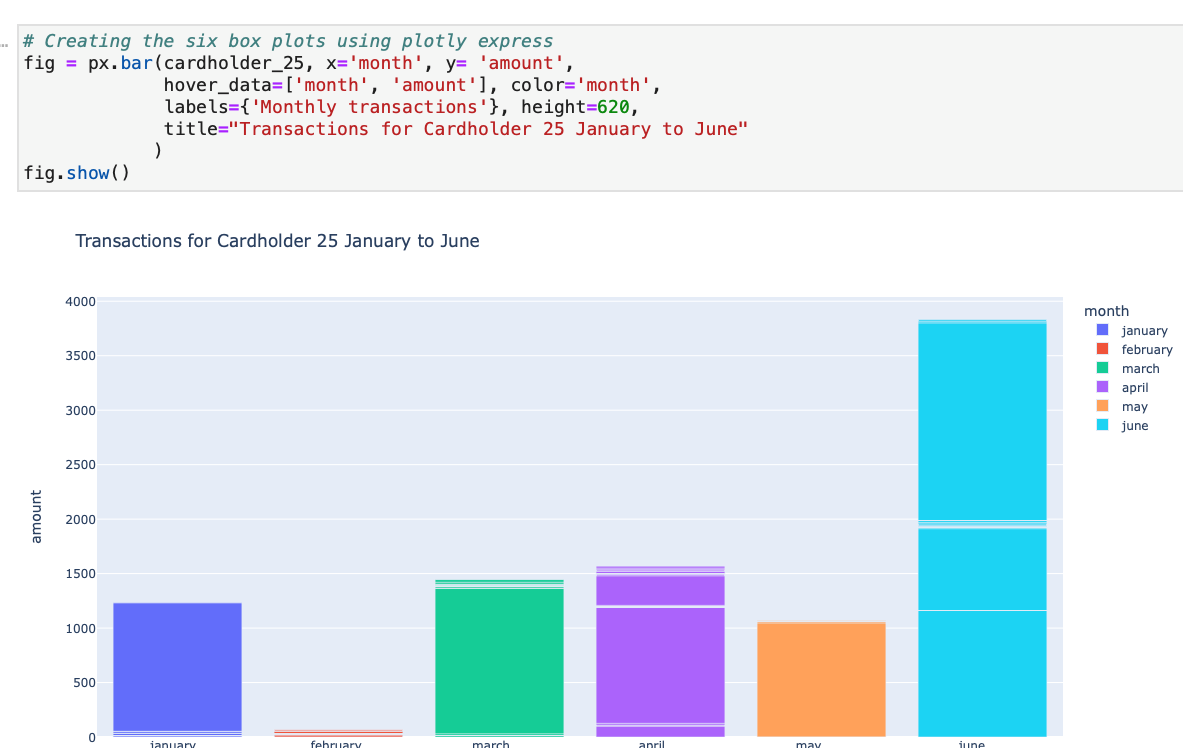 # Creating the six box plots using plotly express
fig = px.bar(cardholder_25, x='month', y= 'amount',
hover_data=['month', 'amount'], color='month',
labels={'Monthly transactions'}, height=620,
title="Transactions for Cardholder 25 January to June"
)
fig.show()
Transactions for Cardholder 25 January to June
4000
3500
3000
2500
2000
1500
1000
500
0
amount
january
february
march
april
may
june
month
january
february
march
april
may
june